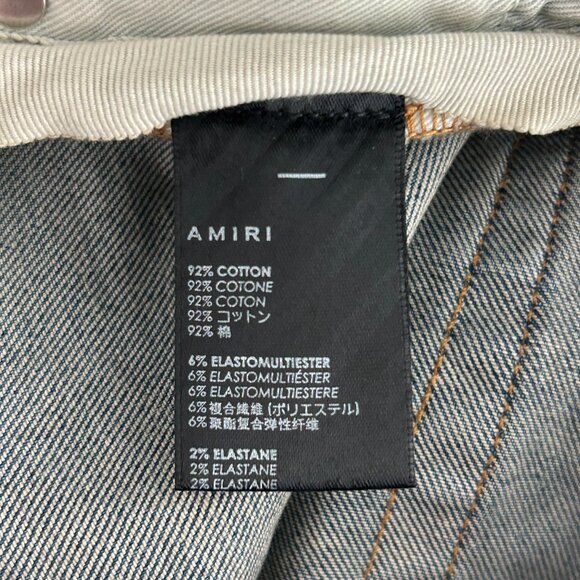 AMIRI
92% COTTON
92% COTONE
92% COTON
92% コットン
92% 棉
6% ELASTOMULTIESTER
6% ELASTOMULTIÉSTER
6% ELASTOMULTIESTERE
6% 複合繊維 (ポリエステル)
6% 聚酯复合弹性纤维
2% ELASTANE
2% ELASTANE
2% ELASTANE